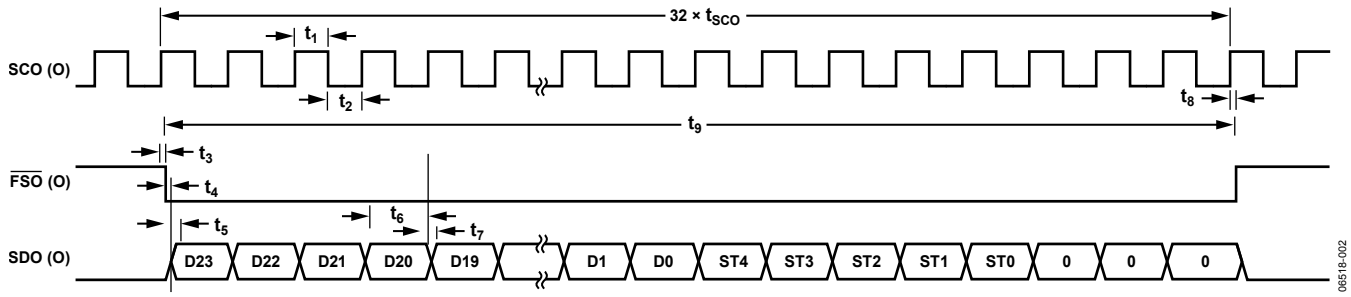 32 × tSCO
t1
SCO (O)
t2
t8
t9
t3
FSO (O)
t4
t6
t5
t7
SDO (O) D23 D22 D21 D20 D19 D1 D0 ST4 ST3 ST2 ST1 ST0 0 0 0
06518-002